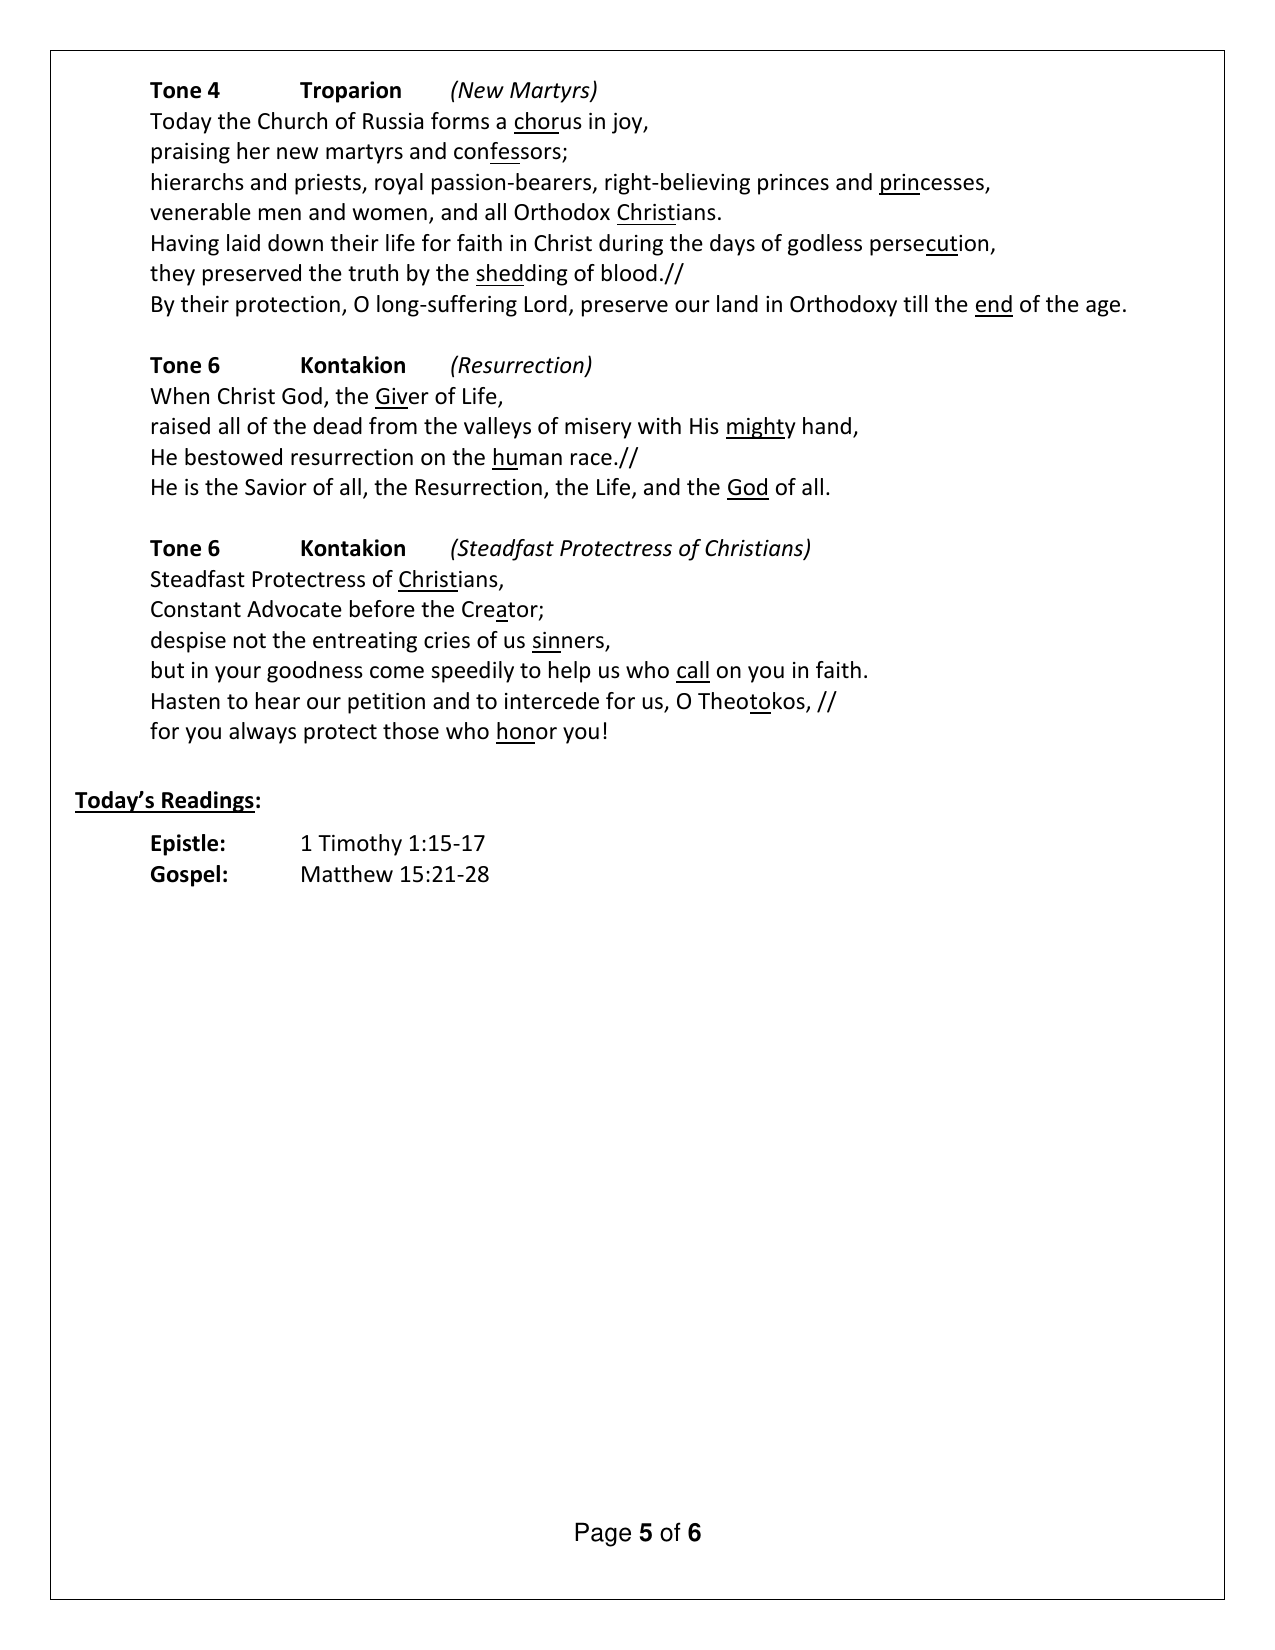 Tone 4 Troparion (New Martyrs)
Today the Church of Russia forms a chorus in joy,
praising her new martyrs and confessors;
hierarchs and priests, royal passion-bearers, right-believing princes and princesses,
venerable men and women, and all Orthodox Christians.
Having laid down their life for faith in Christ during the days of godless persecution,
they preserved the truth by the shedding of blood.//
By their protection, O long-suffering Lord, preserve our land in Orthodoxy till the end of the age.
Tone 6 Kontakion (Resurrection)
When Christ God, the Giver of Life,
raised all of the dead from the valleys of misery with His mighty hand,
He bestowed resurrection on the human race.//
He is the Savior of all, the Resurrection, the Life, and the God of all.
Tone 6 Kontakion (Steadfast Protectress of Christians)
Steadfast Protectress of Christians,
Constant Advocate before the Creator;
despise not the entreating cries of us sinners,
but in your goodness come speedily to help us who call on you in faith.
Hasten to hear our petition and to intercede for us, O Theotokos, //
for you always protect those who honor you!
Today’s Readings:
Epistle: 1 Timothy 1:15-17
Gospel: Matthew 15:21-28
Page 5 of 6